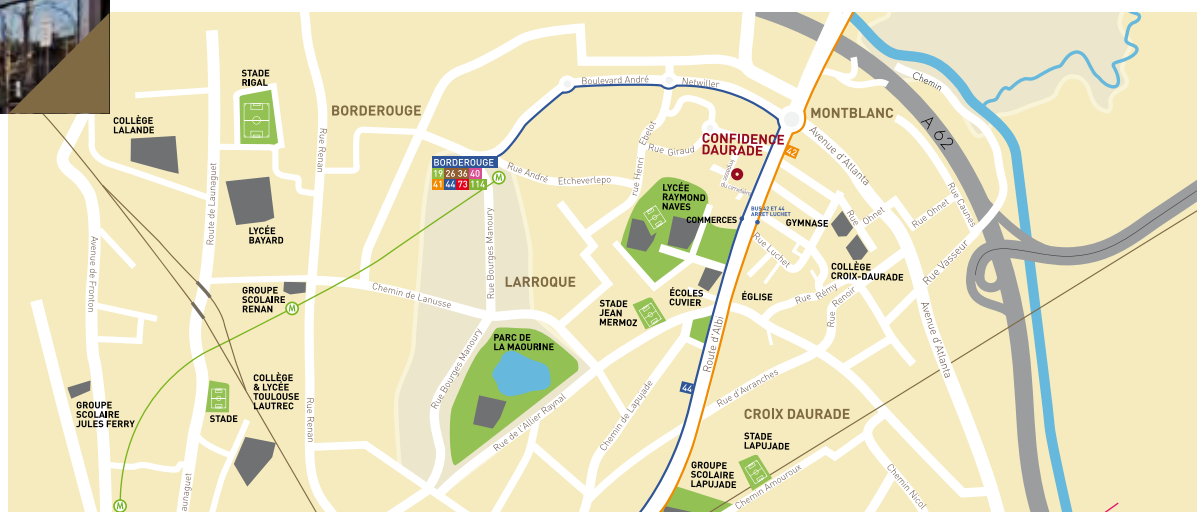 STADE
RIGAL
COLLÈGE
LALANDE
BORDEROUGE
Boulevard André Netwiller
MONTBLANC
Chemin
A 62
CONFIDENCE
DAURADE
42
Avenue d'Atlanta
Rue Giraud
rue Henri Ebelot
du cimetière
BORDEROUGE
19 26 36 40
41 44 73 114
M
Rue André Etcheverlepo
Rue Renan
Route de Launaguet
LYCÉE
BAYARD
LYCÉE
RAYMOND
NAVES
COMMERCES
BUS 42 ET 44
ARRET LUCHET
GYMNASE
Rue Ohnet
Rue Ohnet
Rue Caunes
Rue Vasseur
Rue Luchet
COLLÈGE
CROIX-DAURADE
Avenue de Fronton
Rue Bourges Manoury
LARROQUE
GROUPE
SCOLAIRE
RENAN
M
Chemin de Lanusse
STADE
JEAN
MERMOZ
ÉCOLES
CUVIER
ÉGLISE
Rue Rémy
Rue Renoir
Avenue d'Atlanta
Route d'Albi
PARC DE
LA MAOURINE
Rue Bourges Manoury
Rue de l'Allier Raynal
Chemin de Lapujade
44
Rue d'Avranches
CROIX DAURADE
COLLÈGE
& LYCÉE
TOULOUSE
LAUTREC
GROUPE
SCOLAIRE
JULES FERRY
STADE
Rue Renan
STADE
LAPUJADE
GROUPE
SCOLAIRE
LAPUJADE
Chemin Amouroux
Chemin Nicol
M